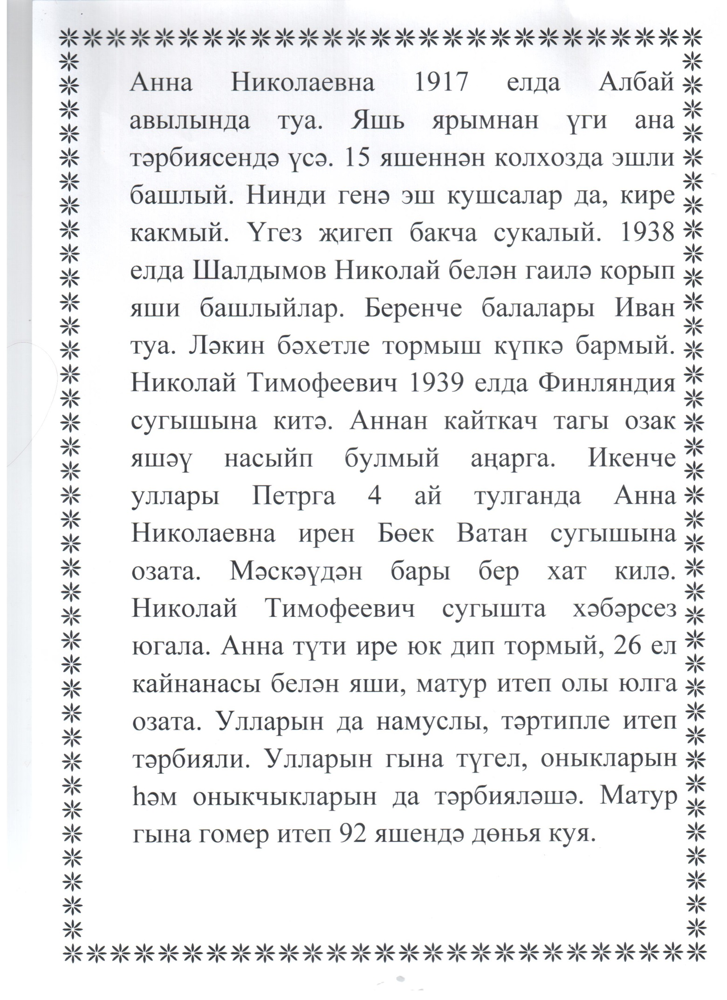 Анна Николаевна 1917 елда Албай
авылында туа. Яшь ярымнан үги ана
тәрбиясендә үсә. 15 яшеннән колхозда эшли
башлый. Нинди генә эш кушсалар да, кире
какмый. Үгез җигеп бакча сукалый. 1938
елда Шалдымов Николай белән гаилә корып
яши башлыйлар. Беренче балалары Иван
туа. Ләкин бәхетле тормыш күпкә бармый.
Николай Тимофеевич 1939 елда Финляндия
сугышына китә. Аннан кайткач тагы озак
яшәү насыйп булмый аңарга. Икенче
уллары Петрга 4 ай тулганда Анна
Николаевна ирен Бөек Ватан сугышына
озата. Мәскәүдән бары бер хат килә.
Николай Тимофеевич сугышта хәбәрсез
югала. Анна түти ире юк дип тормый, 26 ел
кайнанасы белән яши, матур итеп олы юлга
озата. Улларын да намуслы, тәртипле итеп
тәрбияли. Улларын гына түгел, оныкларын
һәм оныкчыкларын да тәрбияләшә. Матур
гына гомер итеп 92 яшендә дөнья куя.